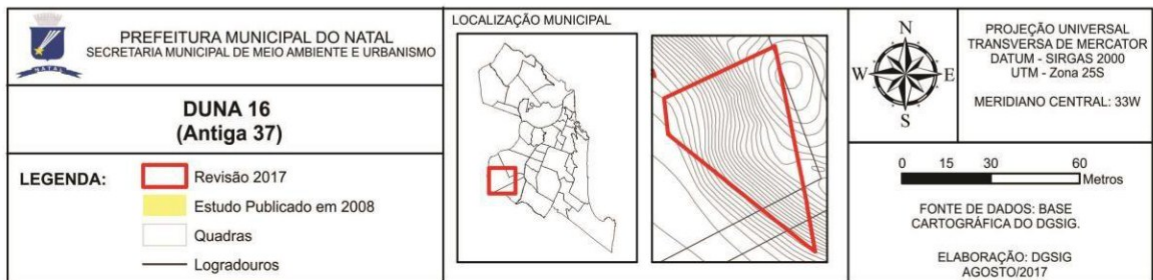 NATAL
PREFEITURA MUNICIPAL DO NATAL
SECRETARIA MUNICIPAL DE MEIO AMBIENTE E URBANISMO
DUNA 16
(Antiga 37)
LEGENDA:
Revisão 2017
Estudo Publicado em 2008
Quadras
Logradouros
LOCALIZAÇÃO MUNICIPAL
N
W E
S
PROJEÇÃO UNIVERSAL
TRANSVERSA DE MERCATOR
DATUM - SIRGAS 2000
UTM - Zona 25S
MERIDIANO CENTRAL: 33W
0 15 30 60
Metros
FONTE DE DADOS: BASE
CARTOGRÁFICA DO DGSIG.
ELABORAÇÃO: DGSIG
AGOSTO/2017